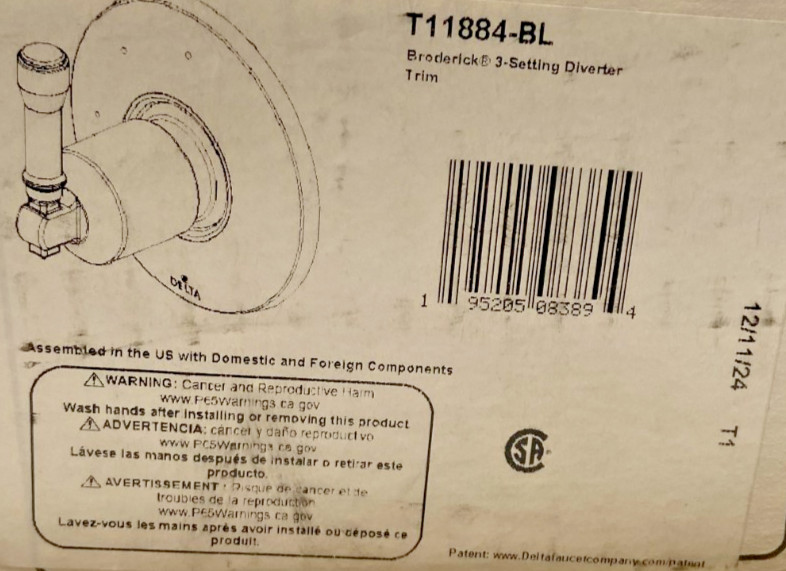 T11884-BL
Broderick® 3-Setting Diverter
Trim
DELTA
1 95205 08389 4
12/11/24 T1
Assembled in the US with Domestic and Foreign Components
⚠WARNING: Cancer and Reproductive Harm
www.P65Warnings.ca.gov
Wash hands after installing or removing this product
⚠ADVERTENCIA: cáncer y daño reproductivo
www.P65Warnings.ca.gov
Lávese las manos después de instalar o retirar este
producto.
⚠ AVERTISSEMENT : Risque de cancer et de
troubles de la reproduction
www.P65Warnings.ca.gov
Lavez-vous les mains après avoir installé ou déposé ce
produit.
SA
Patent: www.Deltafaucetcompany.com/patent